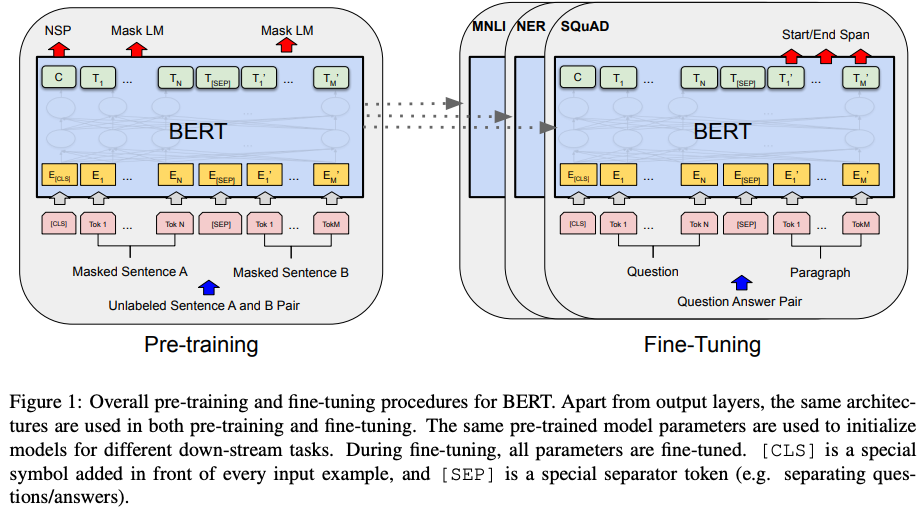 NSP Mask LM Mask LM
C T1 ... TN T[SEP] T1' ... TM'
BERT
E[CLS] E1 ... EN E[SEP] E1' ... EM'
[CLS] Tok 1 ... Tok N [SEP] Tok 1 ... TokM
Masked Sentence A Masked Sentence B
Unlabeled Sentence A and B Pair
Pre-training
MNLI NER SQuAD
Start/End Span
C T1 ... TN T[SEP] T1' ... TM'
BERT
E[CLS] E1 ... EN E[SEP] E1' ... EM'
[CLS] Tok 1 ... Tok N [SEP] Tok 1 ... TokM
Question Paragraph
Question Answer Pair
Fine-Tuning
Figure 1: Overall pre-training and fine-tuning procedures for BERT. Apart from output layers, the same architec-
tures are used in both pre-training and fine-tuning. The same pre-trained model parameters are used to initialize
models for different down-stream tasks. During fine-tuning, all parameters are fine-tuned. [CLS] is a special
symbol added in front of every input example, and [SEP] is a special separator token (e.g. separating ques-
tions/answers).